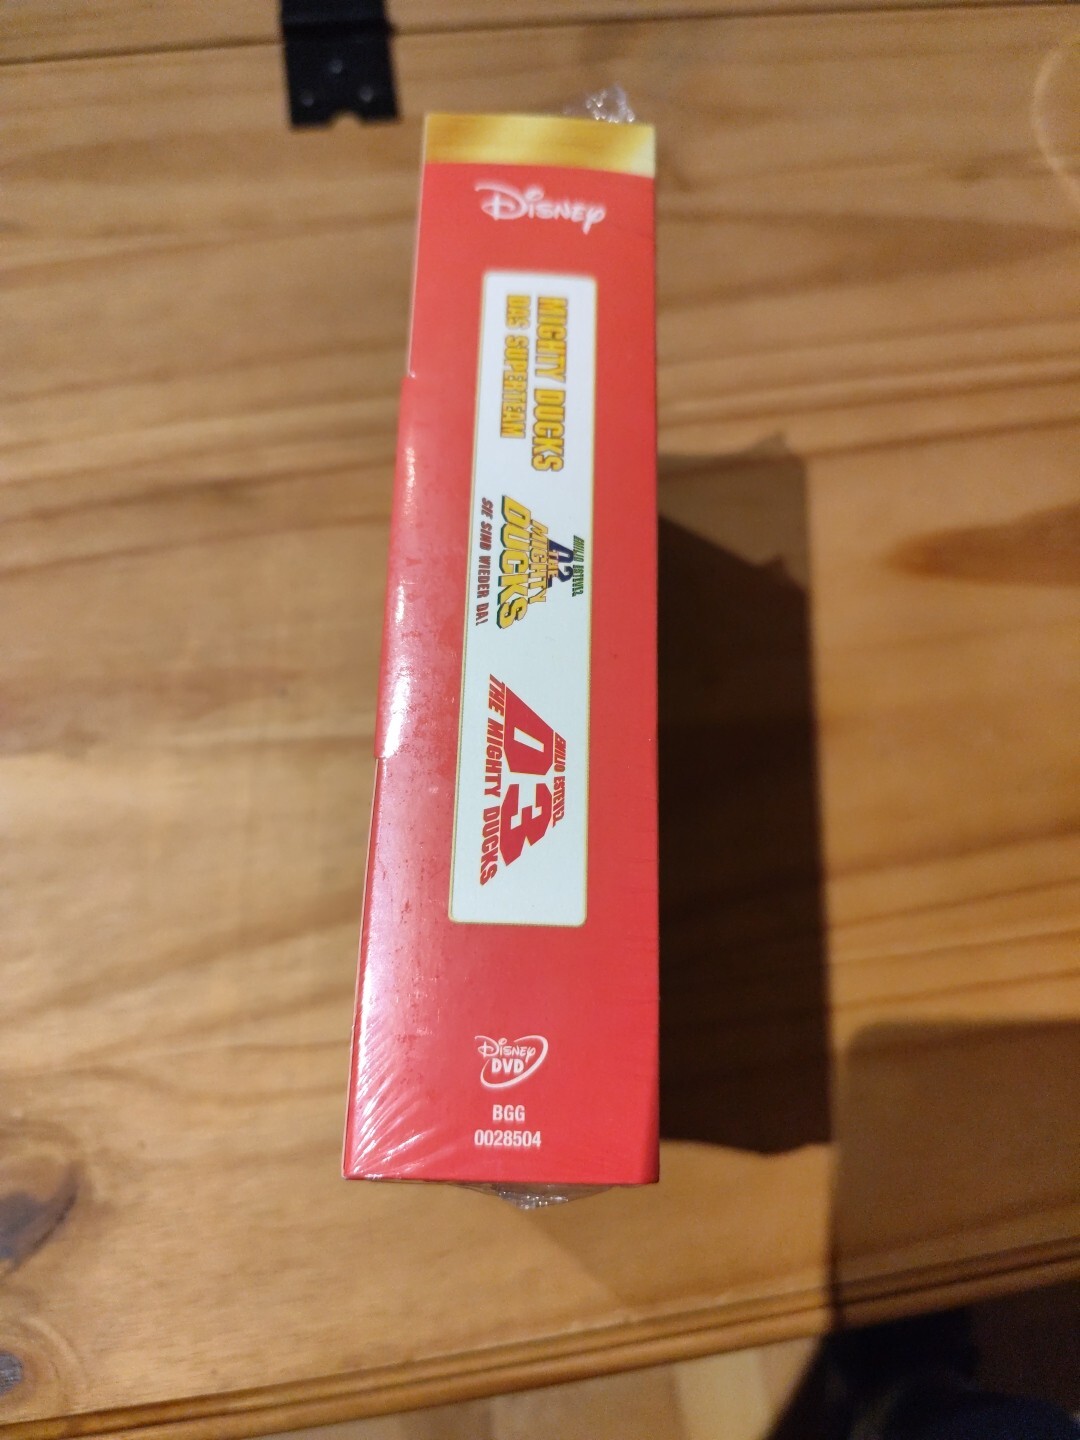 Disney
MIGHTY DUCKS
DAS SUPERTEAM
EMILIO ESTEVEZ
D2
THE
MIGHTY
DUCKS
SIE SIND WIEDER DA!
EMILIO ESTEVEZ
D3
THE MIGHTY DUCKS
Disney
DVD
BGG
0028504